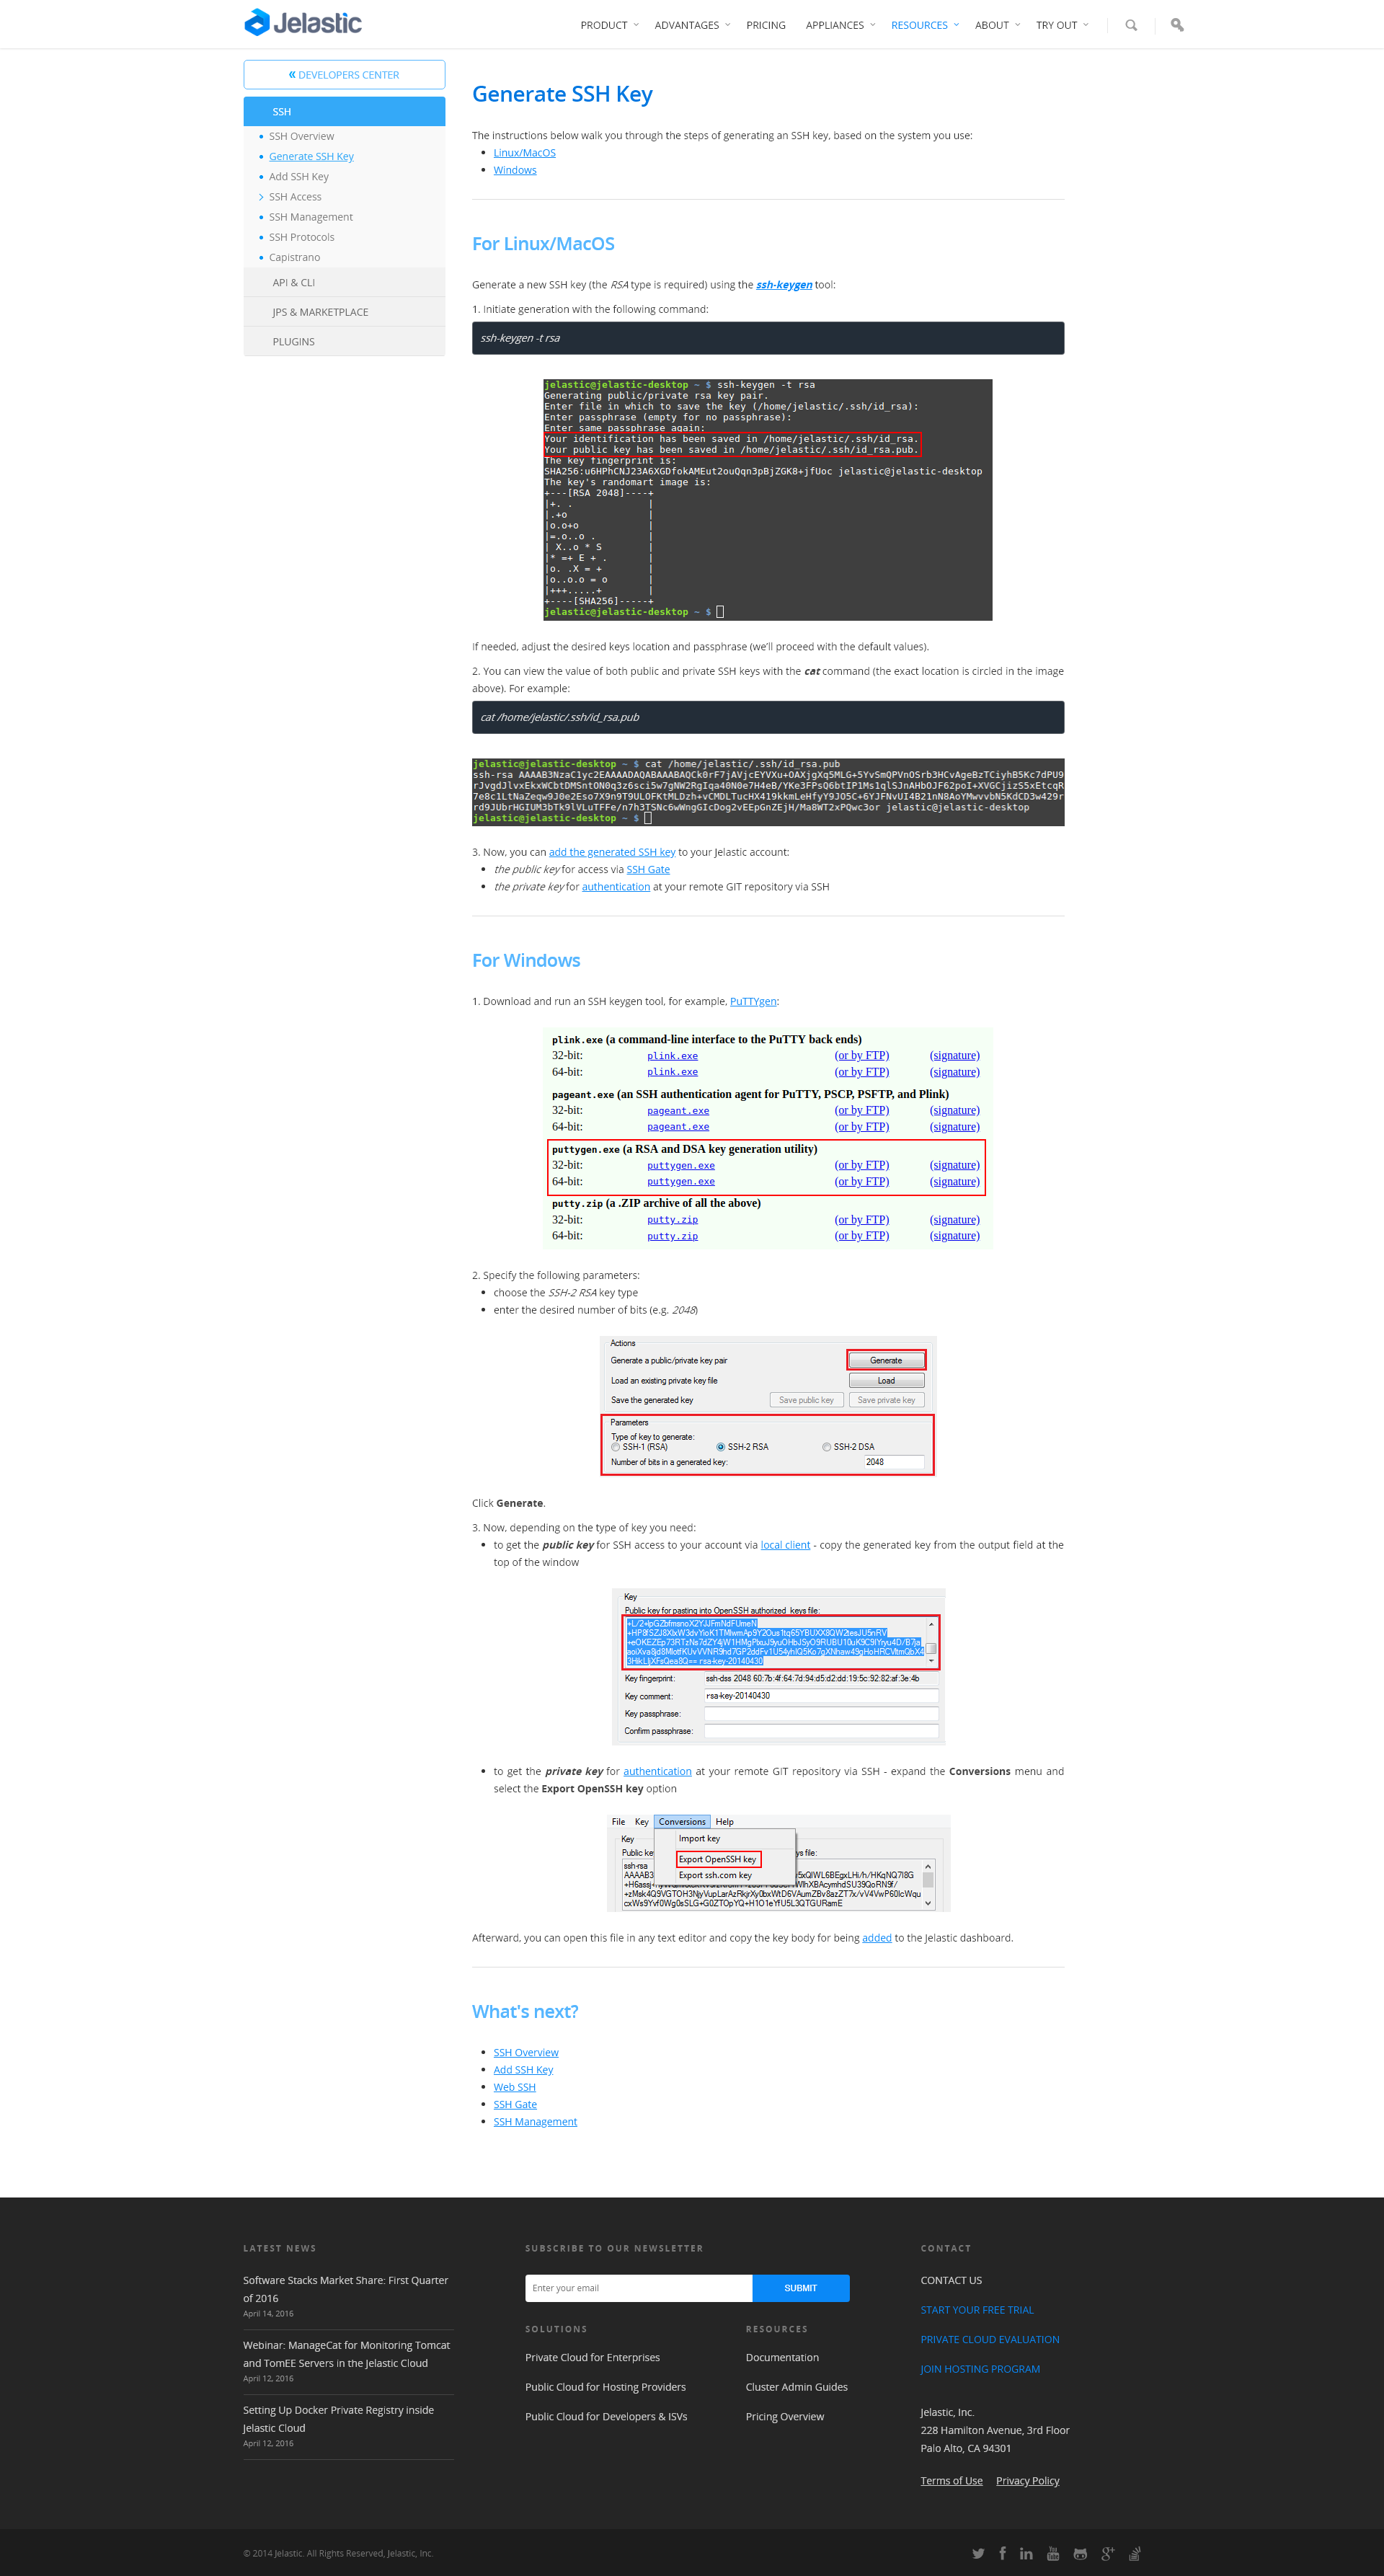 Jelastic
PRODUCT
ADVANTAGES
PRICING
APPLIANCES
RESOURCES
ABOUT
TRY OUT
« DEVELOPERS CENTER
SSH
SSH Overview
Generate SSH Key
Add SSH Key
SSH Access
SSH Management
SSH Protocols
Capistrano
API & CLI
JPS & MARKETPLACE
PLUGINS
Generate SSH Key
The instructions below walk you through the steps of generating an SSH key, based on the system you use:
Linux/MacOS
Windows
For Linux/MacOS
Generate a new SSH key (the RSA type is required) using the ssh-keygen tool:
1. Initiate generation with the following command:
ssh-keygen -t rsa
jelastic@jelastic-desktop ~ $ ssh-keygen -t rsa
Generating public/private rsa key pair.
Enter file in which to save the key (/home/jelastic/.ssh/id_rsa):
Enter passphrase (empty for no passphrase):
Enter same passphrase again:
Your identification has been saved in /home/jelastic/.ssh/id_rsa.
Your public key has been saved in /home/jelastic/.ssh/id_rsa.pub.
The key fingerprint is:
SHA256:u6HPhCNJ23A6XGDfokAMEut2ouQqn3pBjZGK8+jfUoc jelastic@jelastic-desktop
The key's randomart image is:
+---[RSA 2048]----+
|+. .             |
|.+o              |
|o.o+o            |
|=.o..o .         |
| X..o * S        |
|* =+ E + .       |
|o. .X = +        |
|o..o.o = o       |
|+++.....+        |
+----[SHA256]-----+
jelastic@jelastic-desktop ~ $
If needed, adjust the desired keys location and passphrase (we'll proceed with the default values).
2. You can view the value of both public and private SSH keys with the cat command (the exact location is circled in the image
above). For example:
cat /home/jelastic/.ssh/id_rsa.pub
jelastic@jelastic-desktop ~ $ cat /home/jelastic/.ssh/id_rsa.pub
ssh-rsa
jelastic@jelastic-desktop
jelastic@jelastic-desktop ~ $
3. Now, you can add the generated SSH key to your Jelastic account:
the public key for access via SSH Gate
the private key for authentication at your remote GIT repository via SSH
For Windows
1. Download and run an SSH keygen tool, for example, PuTTYgen:
plink.exe (a command-line interface to the PuTTY back ends)
32-bit: plink.exe (or by FTP) (signature)
64-bit: plink.exe (or by FTP) (signature)
pageant.exe (an SSH authentication agent for PuTTY, PSCP, PSFTP, and Plink)
32-bit: pageant.exe (or by FTP) (signature)
64-bit: pageant.exe (or by FTP) (signature)
puttygen.exe (a RSA and DSA key generation utility)
32-bit: puttygen.exe (or by FTP) (signature)
64-bit: puttygen.exe (or by FTP) (signature)
putty.zip (a .ZIP archive of all the above)
32-bit: putty.zip (or by FTP) (signature)
64-bit: putty.zip (or by FTP) (signature)
2. Specify the following parameters:
choose the SSH-2 RSA key type
enter the desired number of bits (e.g. 2048)
Actions
Generate a public/private key pair Generate
Load an existing private key file Load
Save the generated key Save public key Save private key
Parameters
Type of key to generate:
SSH-1 (RSA) SSH-2 RSA SSH-2 DSA
Number of bits in a generated key: 2048
Click Generate.
3. Now, depending on the type of key you need:
to get the public key for SSH access to your account via local client - copy the generated key from the output field at the
top of the window
Key
Public key for pasting into OpenSSH authorized_keys file:
rsa-key-20140430
Key fingerprint: ssh-dss 2048 60:7b:4f:64:7d:94:d5:d2:dd:19:5c:92:82:af:3e:4b
Key comment: rsa-key-20140430
Key passphrase:
Confirm passphrase:
to get the private key for authentication at your remote GIT repository via SSH - expand the Conversions menu and
select the Export OpenSSH key option
File Key Conversions Help
Key
Import key
Export OpenSSH key
Export ssh.com key
ssh-rsa
Afterward, you can open this file in any text editor and copy the key body for being added to the Jelastic dashboard.
What's next?
SSH Overview
Add SSH Key
Web SSH
SSH Gate
SSH Management
LATEST NEWS
Software Stacks Market Share: First Quarter
of 2016
April 14, 2016
Webinar: ManageCat for Monitoring Tomcat
and TomEE Servers in the Jelastic Cloud
April 12, 2016
Setting Up Docker Private Registry inside
Jelastic Cloud
April 12, 2016
SUBSCRIBE TO OUR NEWSLETTER
Enter your email
SUBMIT
SOLUTIONS
Private Cloud for Enterprises
Public Cloud for Hosting Providers
Public Cloud for Developers & ISVs
RESOURCES
Documentation
Cluster Admin Guides
Pricing Overview
CONTACT
CONTACT US
START YOUR FREE TRIAL
PRIVATE CLOUD EVALUATION
JOIN HOSTING PROGRAM
Jelastic, Inc.
228 Hamilton Avenue, 3rd Floor
Palo Alto, CA 94301
Terms of Use Privacy Policy
© 2014 Jelastic. All Rights Reserved, Jelastic, Inc.